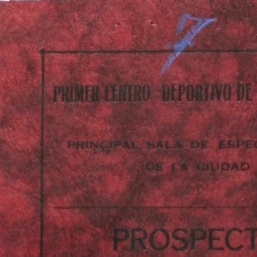 PRIMER CENTRO DEPORTIVO DE
PRINCIPAL SALA DE ESPEC
DE LA CIUDAD
PROSPECT